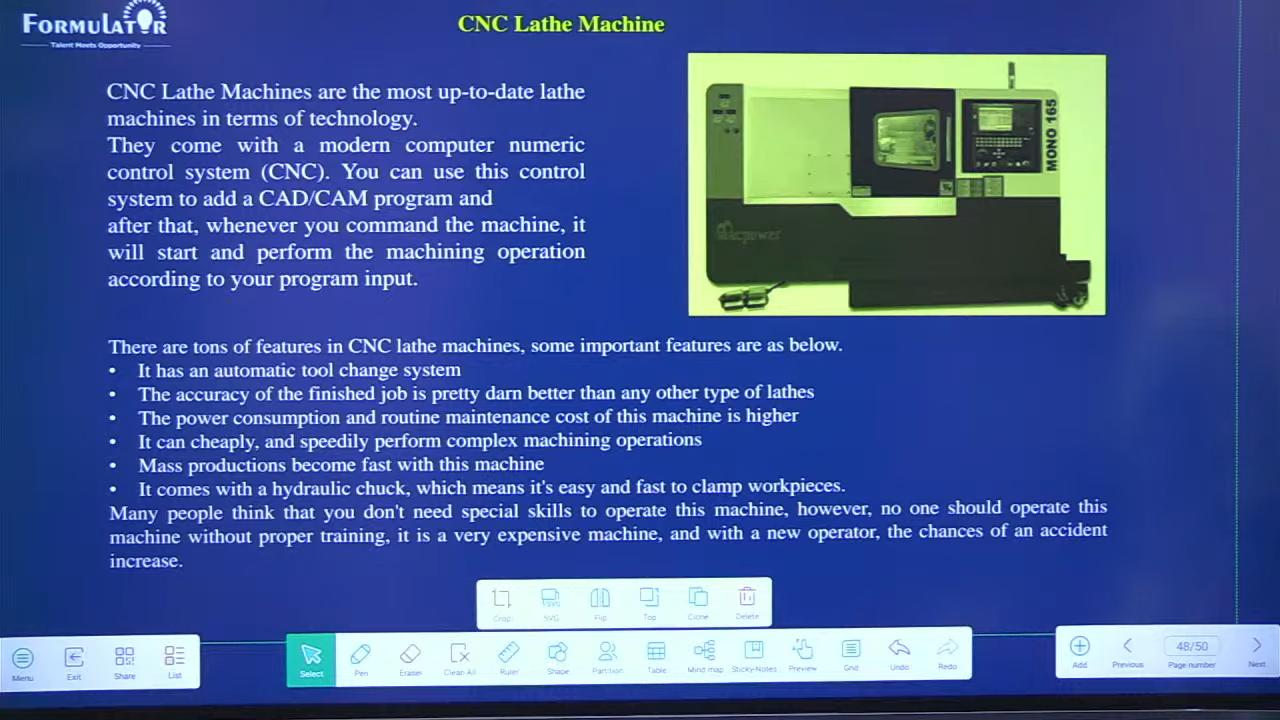 FORMULATOR
Talent Meets Opportunity
CNC Lathe Machine
CNC Lathe Machines are the most up-to-date lathe
machines in terms of technology.
They come with a modern computer numeric
control system (CNC). You can use this control
system to add a CAD/CAM program and
after that, whenever you command the machine, it
will start and perform the machining operation
according to your program input.
MONO 165
macpower
There are tons of features in CNC lathe machines, some important features are as below.
• It has an automatic tool change system
• The accuracy of the finished job is pretty darn better than any other type of lathes
• The power consumption and routine maintenance cost of this machine is higher
• It can cheaply, and speedily perform complex machining operations
• Mass productions become fast with this machine
• It comes with a hydraulic chuck, which means it's easy and fast to clamp workpieces.
Many people think that you don't need special skills to operate this machine, however, no one should operate this
machine without proper training, it is a very expensive machine, and with a new operator, the chances of an accident
increase.
Crop SVG Flip Top Clone Delete
Menu Exit Share List Select Pen Eraser Clean All Ruler Shape Partition Table Mind map Sticky-Notes Preview Grid Undo Redo Add Previous 48/50 Page number Next